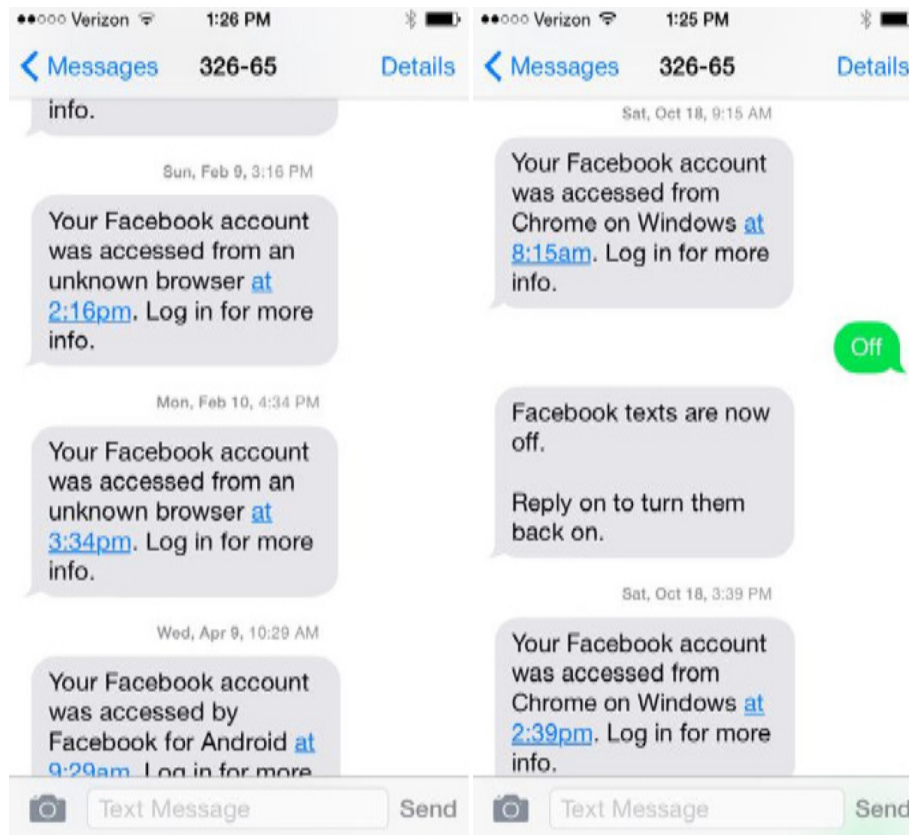 Verizon 1:26 PM
Messages 326-65 Details
info.
Sun, Feb 9, 3:16 PM
Your Facebook account
was accessed from an
unknown browser at
2:16pm. Log in for more
info.
Mon, Feb 10, 4:34 PM
Your Facebook account
was accessed from an
unknown browser at
3:34pm. Log in for more
info.
Wed, Apr 9, 10:29 AM
Your Facebook account
was accessed by
Facebook for Android at
9:29am. Log in for more
Text Message Send
Verizon 1:25 PM
Messages 326-65 Details
Sat, Oct 18, 9:15 AM
Your Facebook account
was accessed from
Chrome on Windows at
8:15am. Log in for more
info.
Off
Facebook texts are now
off.
Reply on to turn them
back on.
Sat, Oct 18, 3:39 PM
Your Facebook account
was accessed from
Chrome on Windows at
2:39pm. Log in for more
info.
Text Message Send